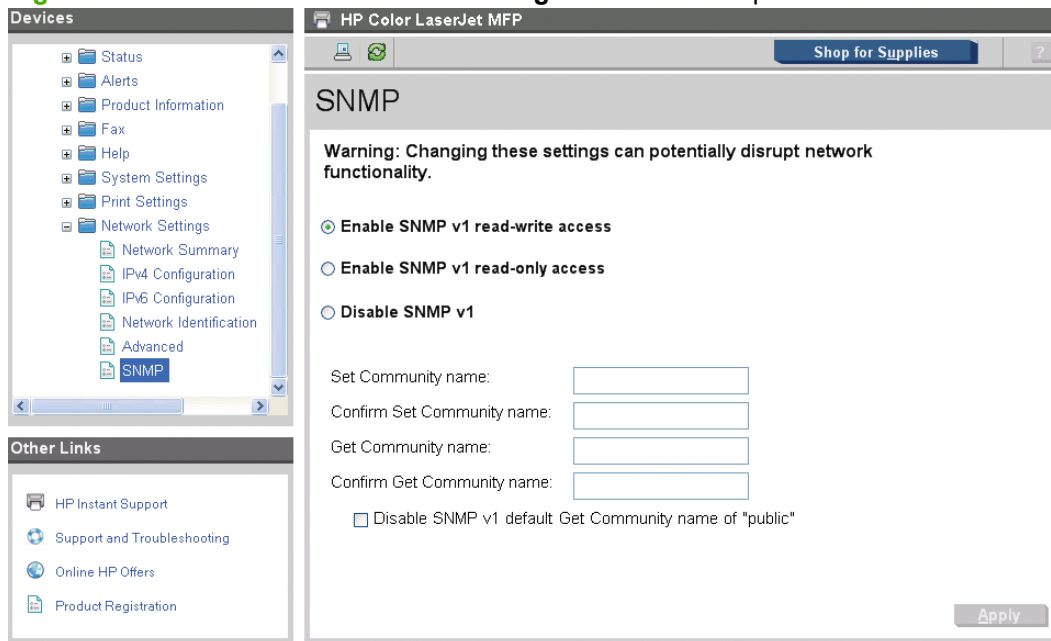 Devices
Status
Alerts
Product Information
Fax
Help
System Settings
Print Settings
Network Settings
Network Summary
IPv4 Configuration
IPv6 Configuration
Network Identification
Advanced
SNMP
Other Links
HP Instant Support
Support and Troubleshooting
Online HP Offers
Product Registration
HP Color LaserJet MFP
Shop for Supplies
?
SNMP
Warning: Changing these settings can potentially disrupt network
functionality.
Enable SNMP v1 read-write access
Enable SNMP v1 read-only access
Disable SNMP v1
Set Community name:
Confirm Set Community name:
Get Community name:
Confirm Get Community name:
Disable SNMP v1 default Get Community name of "public"
Apply